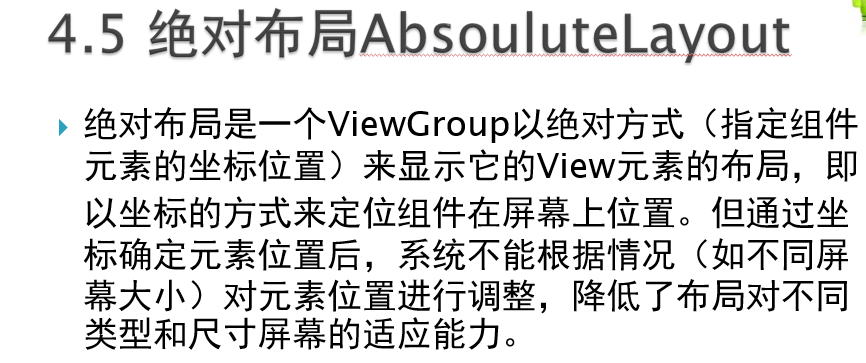 4.5 绝对布局AbsouluteLayout
绝对布局是一个ViewGroup以绝对方式（指定组件
元素的坐标位置）来显示它的View元素的布局，即
以坐标的方式来定位组件在屏幕上位置。但通过坐
标确定元素位置后，系统不能根据情况（如不同屏
幕大小）对元素位置进行调整，降低了布局对不同
类型和尺寸屏幕的适应能力。